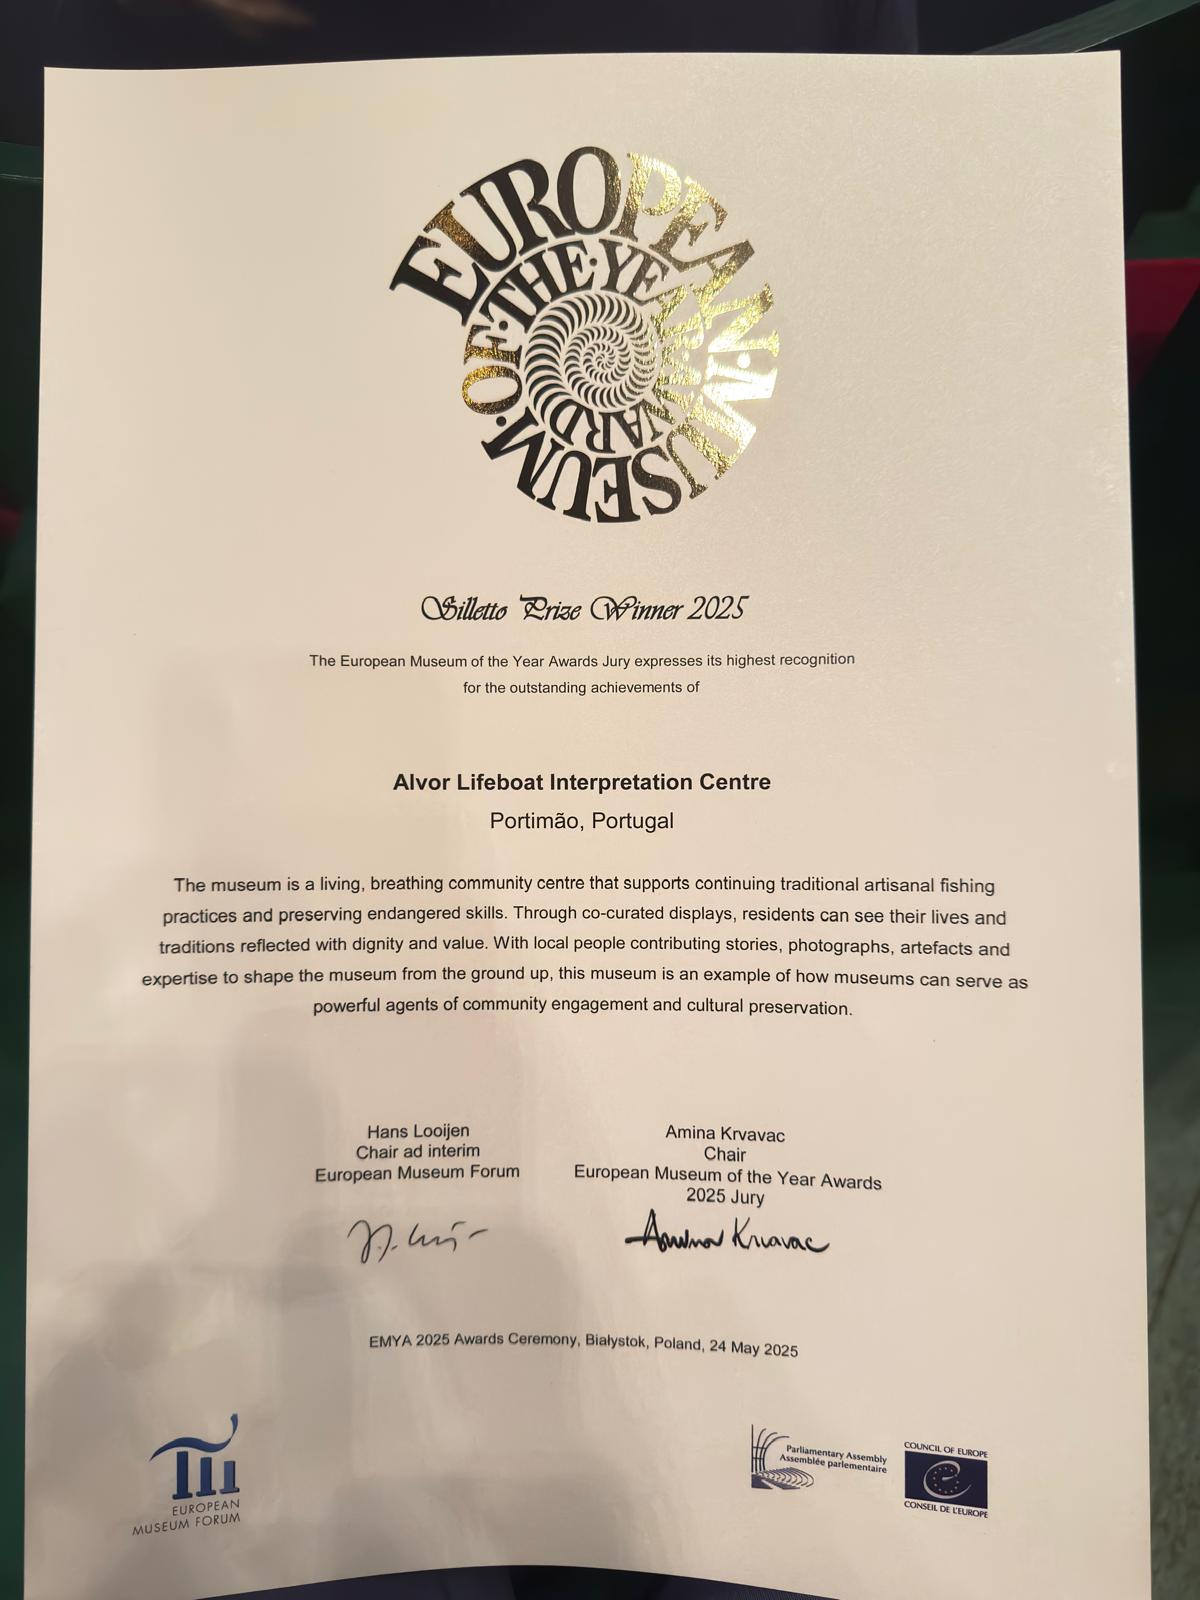 EUROPEAN·MUSEUM·OF·THE·YEAR·AWARD
Silletto Prize Winner 2025
The European Museum of the Year Awards Jury expresses its highest recognition
for the outstanding achievements of
Alvor Lifeboat Interpretation Centre
Portimão, Portugal
The museum is a living, breathing community centre that supports continuing traditional artisanal fishing
practices and preserving endangered skills. Through co-curated displays, residents can see their lives and
traditions reflected with dignity and value. With local people contributing stories, photographs, artefacts and
expertise to shape the museum from the ground up, this museum is an example of how museums can serve as
powerful agents of community engagement and cultural preservation.
Hans Looijen
Chair ad interim
European Museum Forum
Amina Krvavac
Chair
European Museum of the Year Awards
2025 Jury
Amina Krvavac
EMYA 2025 Awards Ceremony, Białystok, Poland, 24 May 2025
EUROPEAN
MUSEUM FORUM
Parliamentary Assembly
Assemblée parlementaire
COUNCIL OF EUROPE
CONSEIL DE L'EUROPE